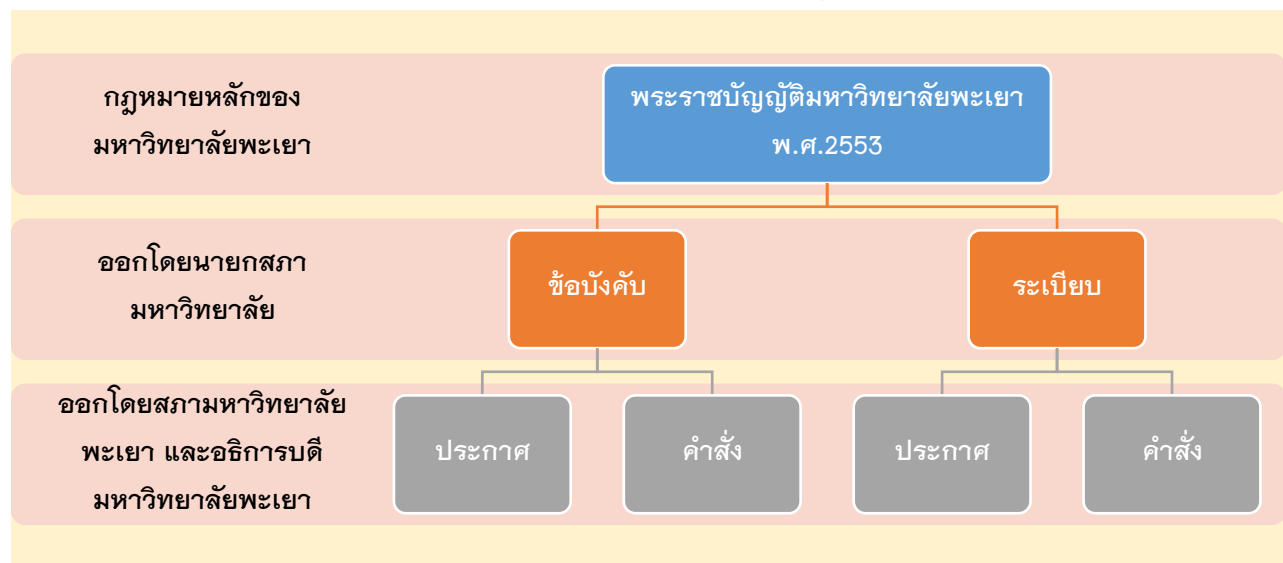 กฎหมายหลักของ
มหาวิทยาลัยพะเยา
พระราชบัญญัติมหาวิทยาลัยพะเยา
พ.ศ.2553
ออกโดยนายกสภา
มหาวิทยาลัย
ข้อบังคับ
ระเบียบ
ออกโดยสภามหาวิทยาลัย
พะเยา และอธิการบดี
มหาวิทยาลัยพะเยา
ประกาศ
คำสั่ง
ประกาศ
คำสั่ง